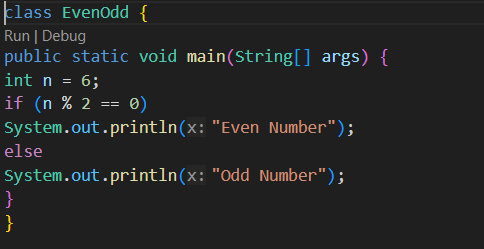 class EvenOdd {
Run | Debug
public static void main(String[] args) {
int n = 6;
if (n % 2 == 0)
System.out.println(x: "Even Number");
else
System.out.println(x: "Odd Number");
}
}